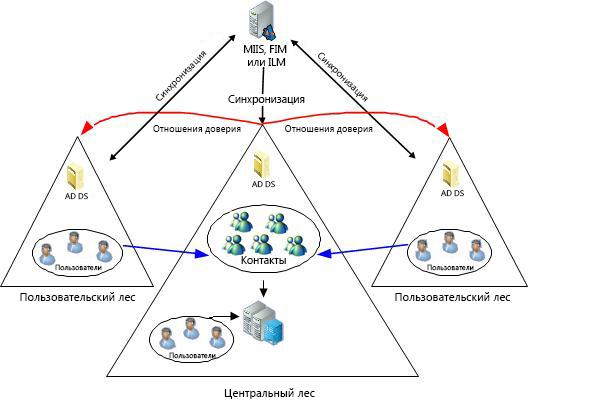 MIIS, FIM
или ILM
Синхронизация
Синхронизация
Синхронизация
Отношения доверия
Отношения доверия
AD DS
AD DS
AD DS
Пользователи
Контакты
Пользователи
Пользовательский лес
Пользовательский лес
Пользователи
Центральный лес